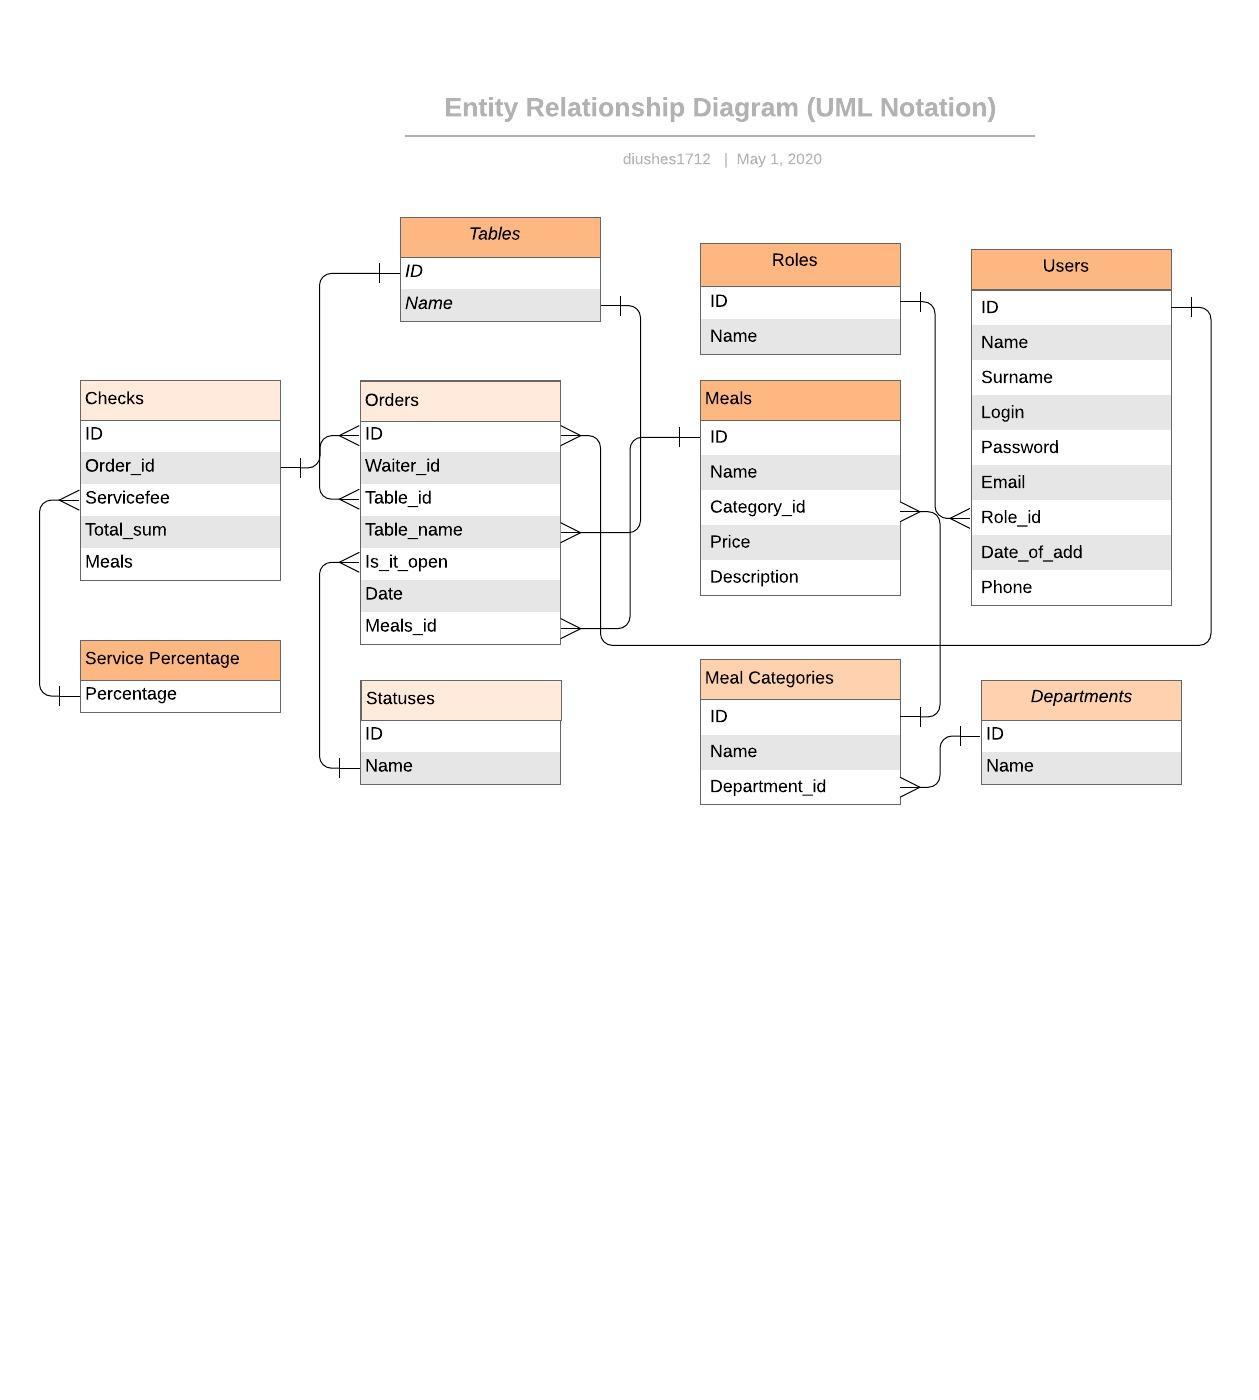 Entity Relationship Diagram (UML Notation)
diushes1712 | May 1, 2020
Tables
ID
Name
Roles
ID
Name
Users
ID
Name
Surname
Login
Password
Email
Role_id
Date_of_add
Phone
Checks
ID
Order_id
Servicefee
Total_sum
Meals
Orders
ID
Waiter_id
Table_id
Table_name
Is_it_open
Date
Meals_id
Meals
ID
Name
Category_id
Price
Description
Service Percentage
Percentage
Statuses
ID
Name
Meal Categories
ID
Name
Department_id
Departments
ID
Name